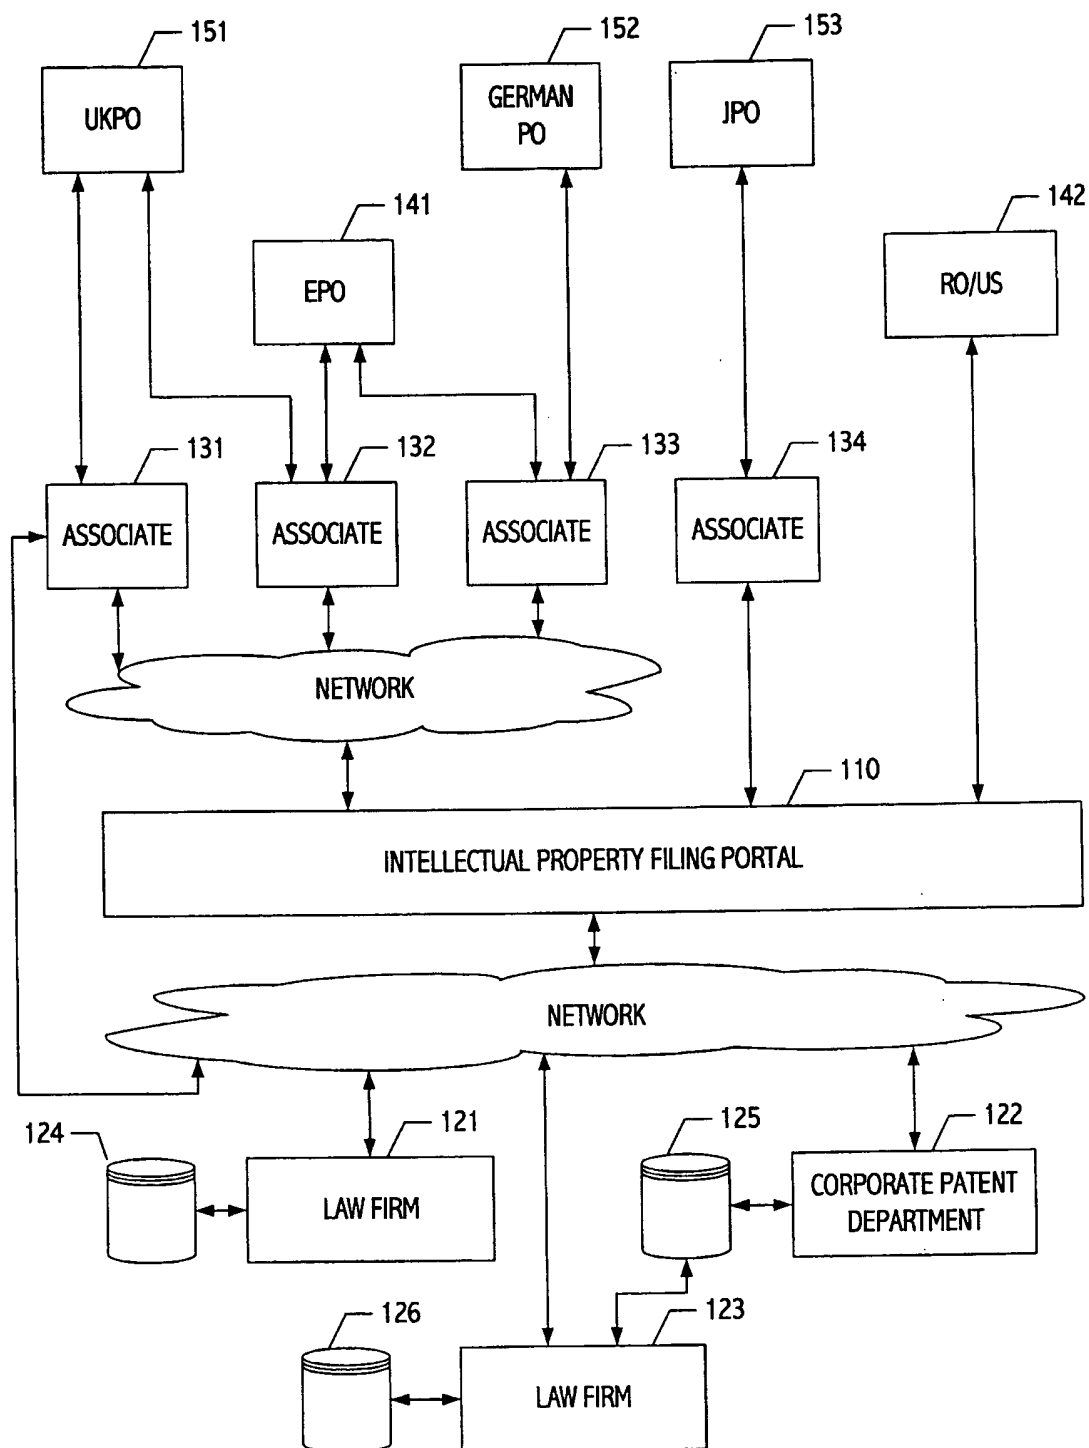 151
152
153
UKPO
GERMAN
PO
JPO
141
142
EPO
RO/US
131
132
133
134
ASSOCIATE
ASSOCIATE
ASSOCIATE
ASSOCIATE
NETWORK
110
INTELLECTUAL PROPERTY FILING PORTAL
NETWORK
124
121
125
122
LAW FIRM
CORPORATE PATENT
DEPARTMENT
126
123
LAW FIRM